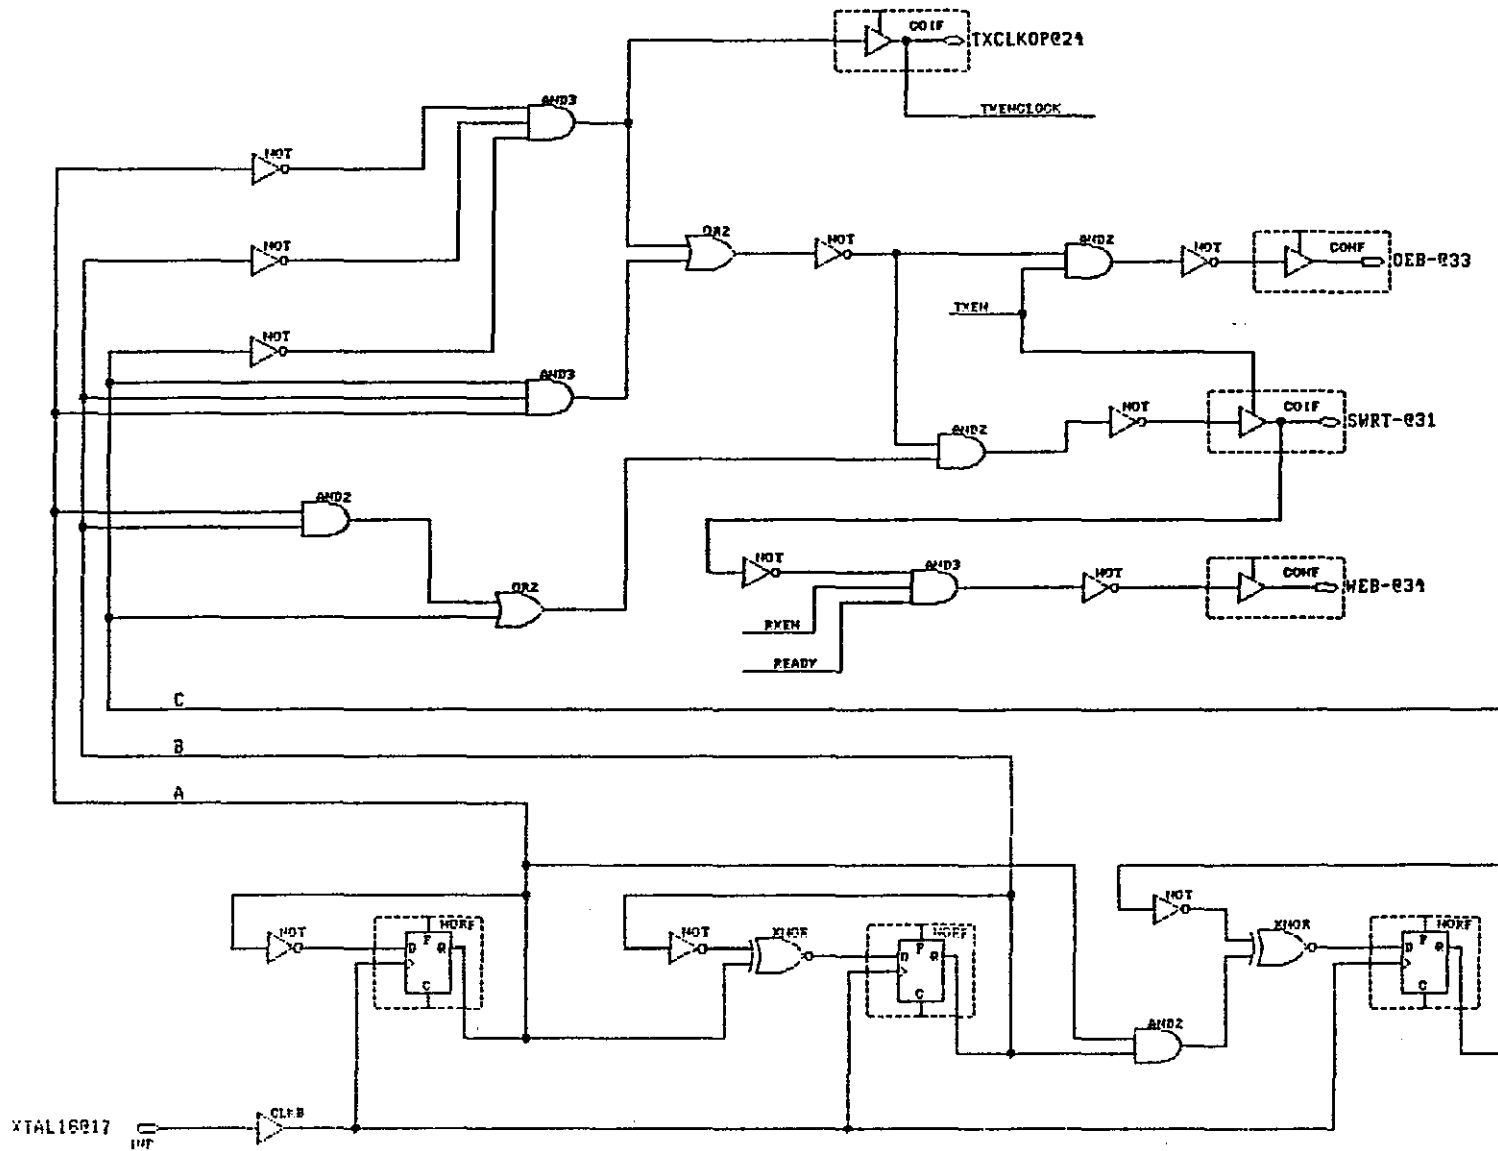 COIF
TXCLKOP@24
AND3
TXENCLOCK
NOT
OR2
NOT
AND2
NOT
CONF
OEB-@33
NOT
TXEN
NOT
AND3
COIF
SWRT-@31
NOT
AND2
AND2
NOT
AND3
NOT
CONF
WEB-@34
OR2
RXEN
READY
C
B
A
NOT
NORF
D P Q
C
NOT
XNOR
NORF
D P Q
C
NOT
XNOR
NORF
D P Q
C
AND2
XTAL16@17
INP
CLKB